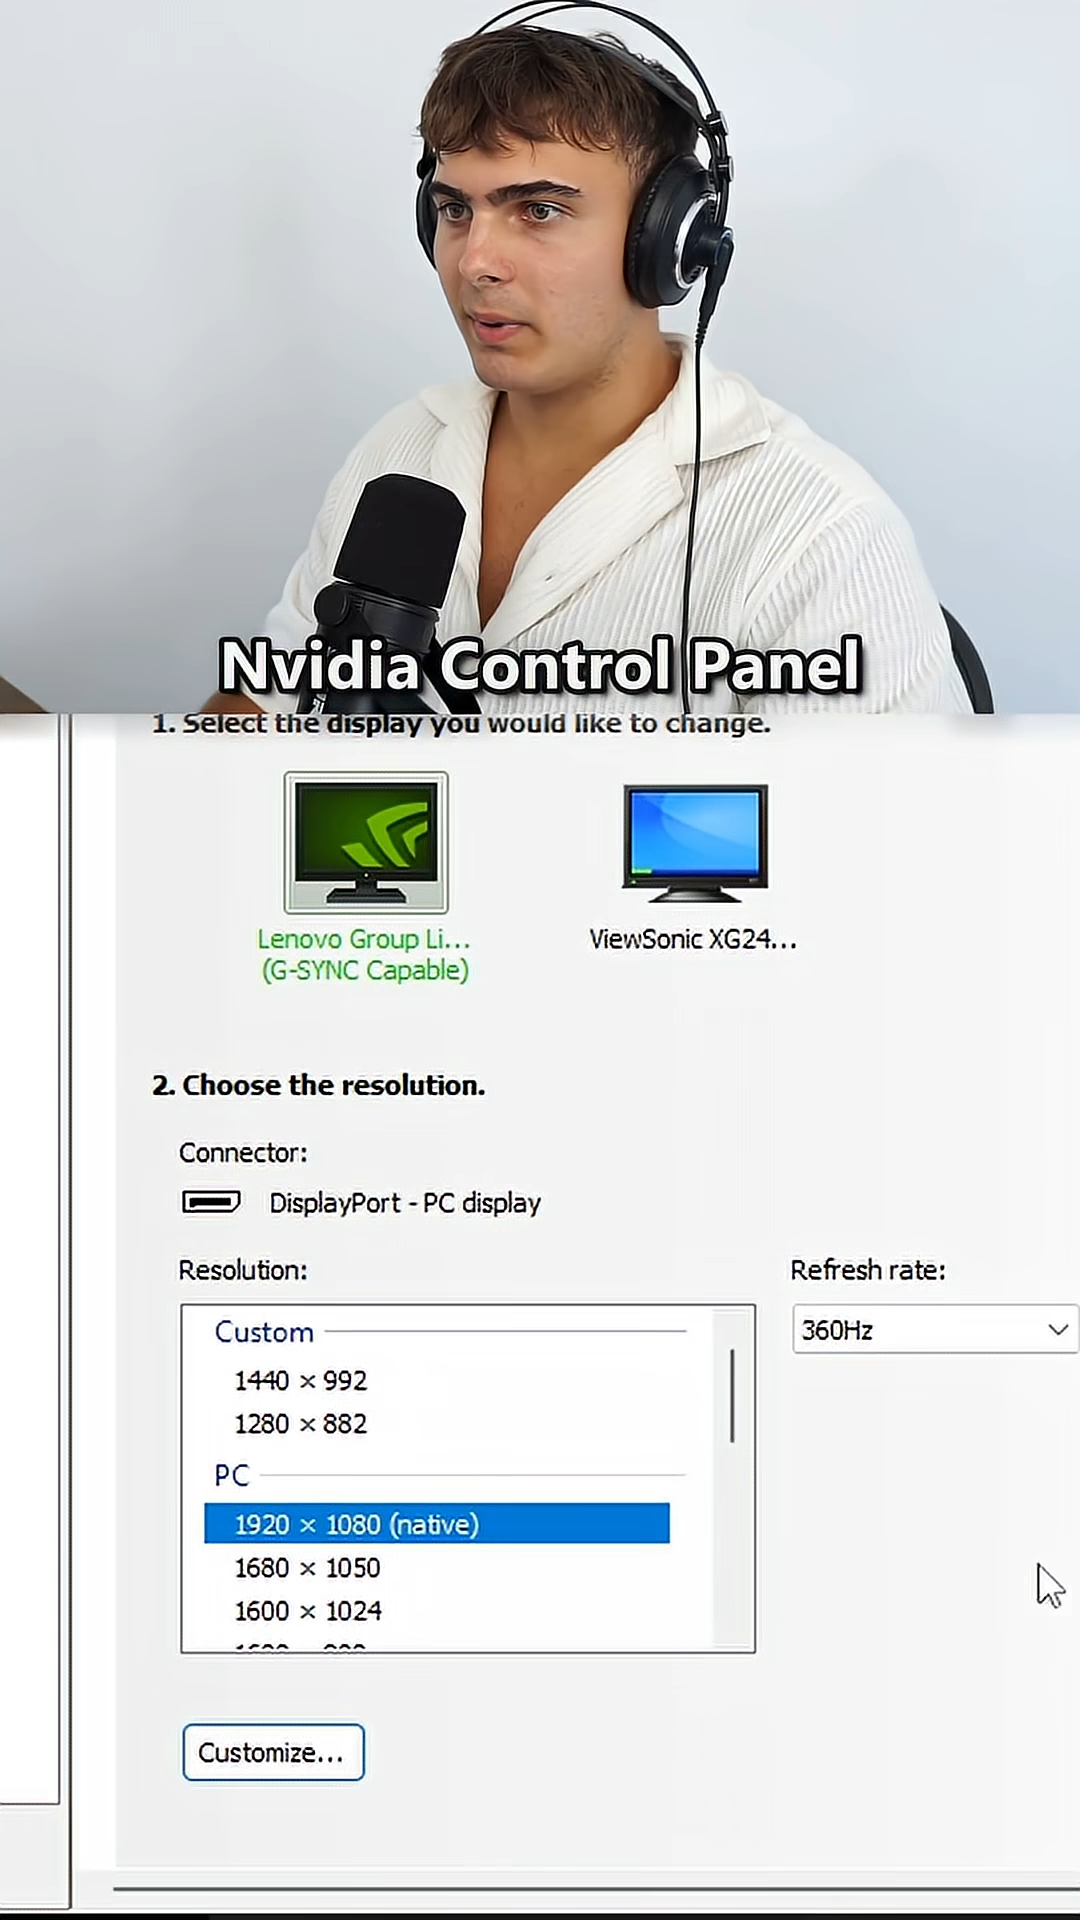 Nvidia Control Panel
1. Select the display you would like to change.
Lenovo Group Li...
(G-SYNC Capable)
ViewSonic XG24...
2. Choose the resolution.
Connector:
DisplayPort - PC display
Resolution:
Refresh rate:
Custom
360Hz
1440 × 992
1280 × 882
PC
1920 × 1080 (native)
1680 × 1050
1600 × 1024
Customize...